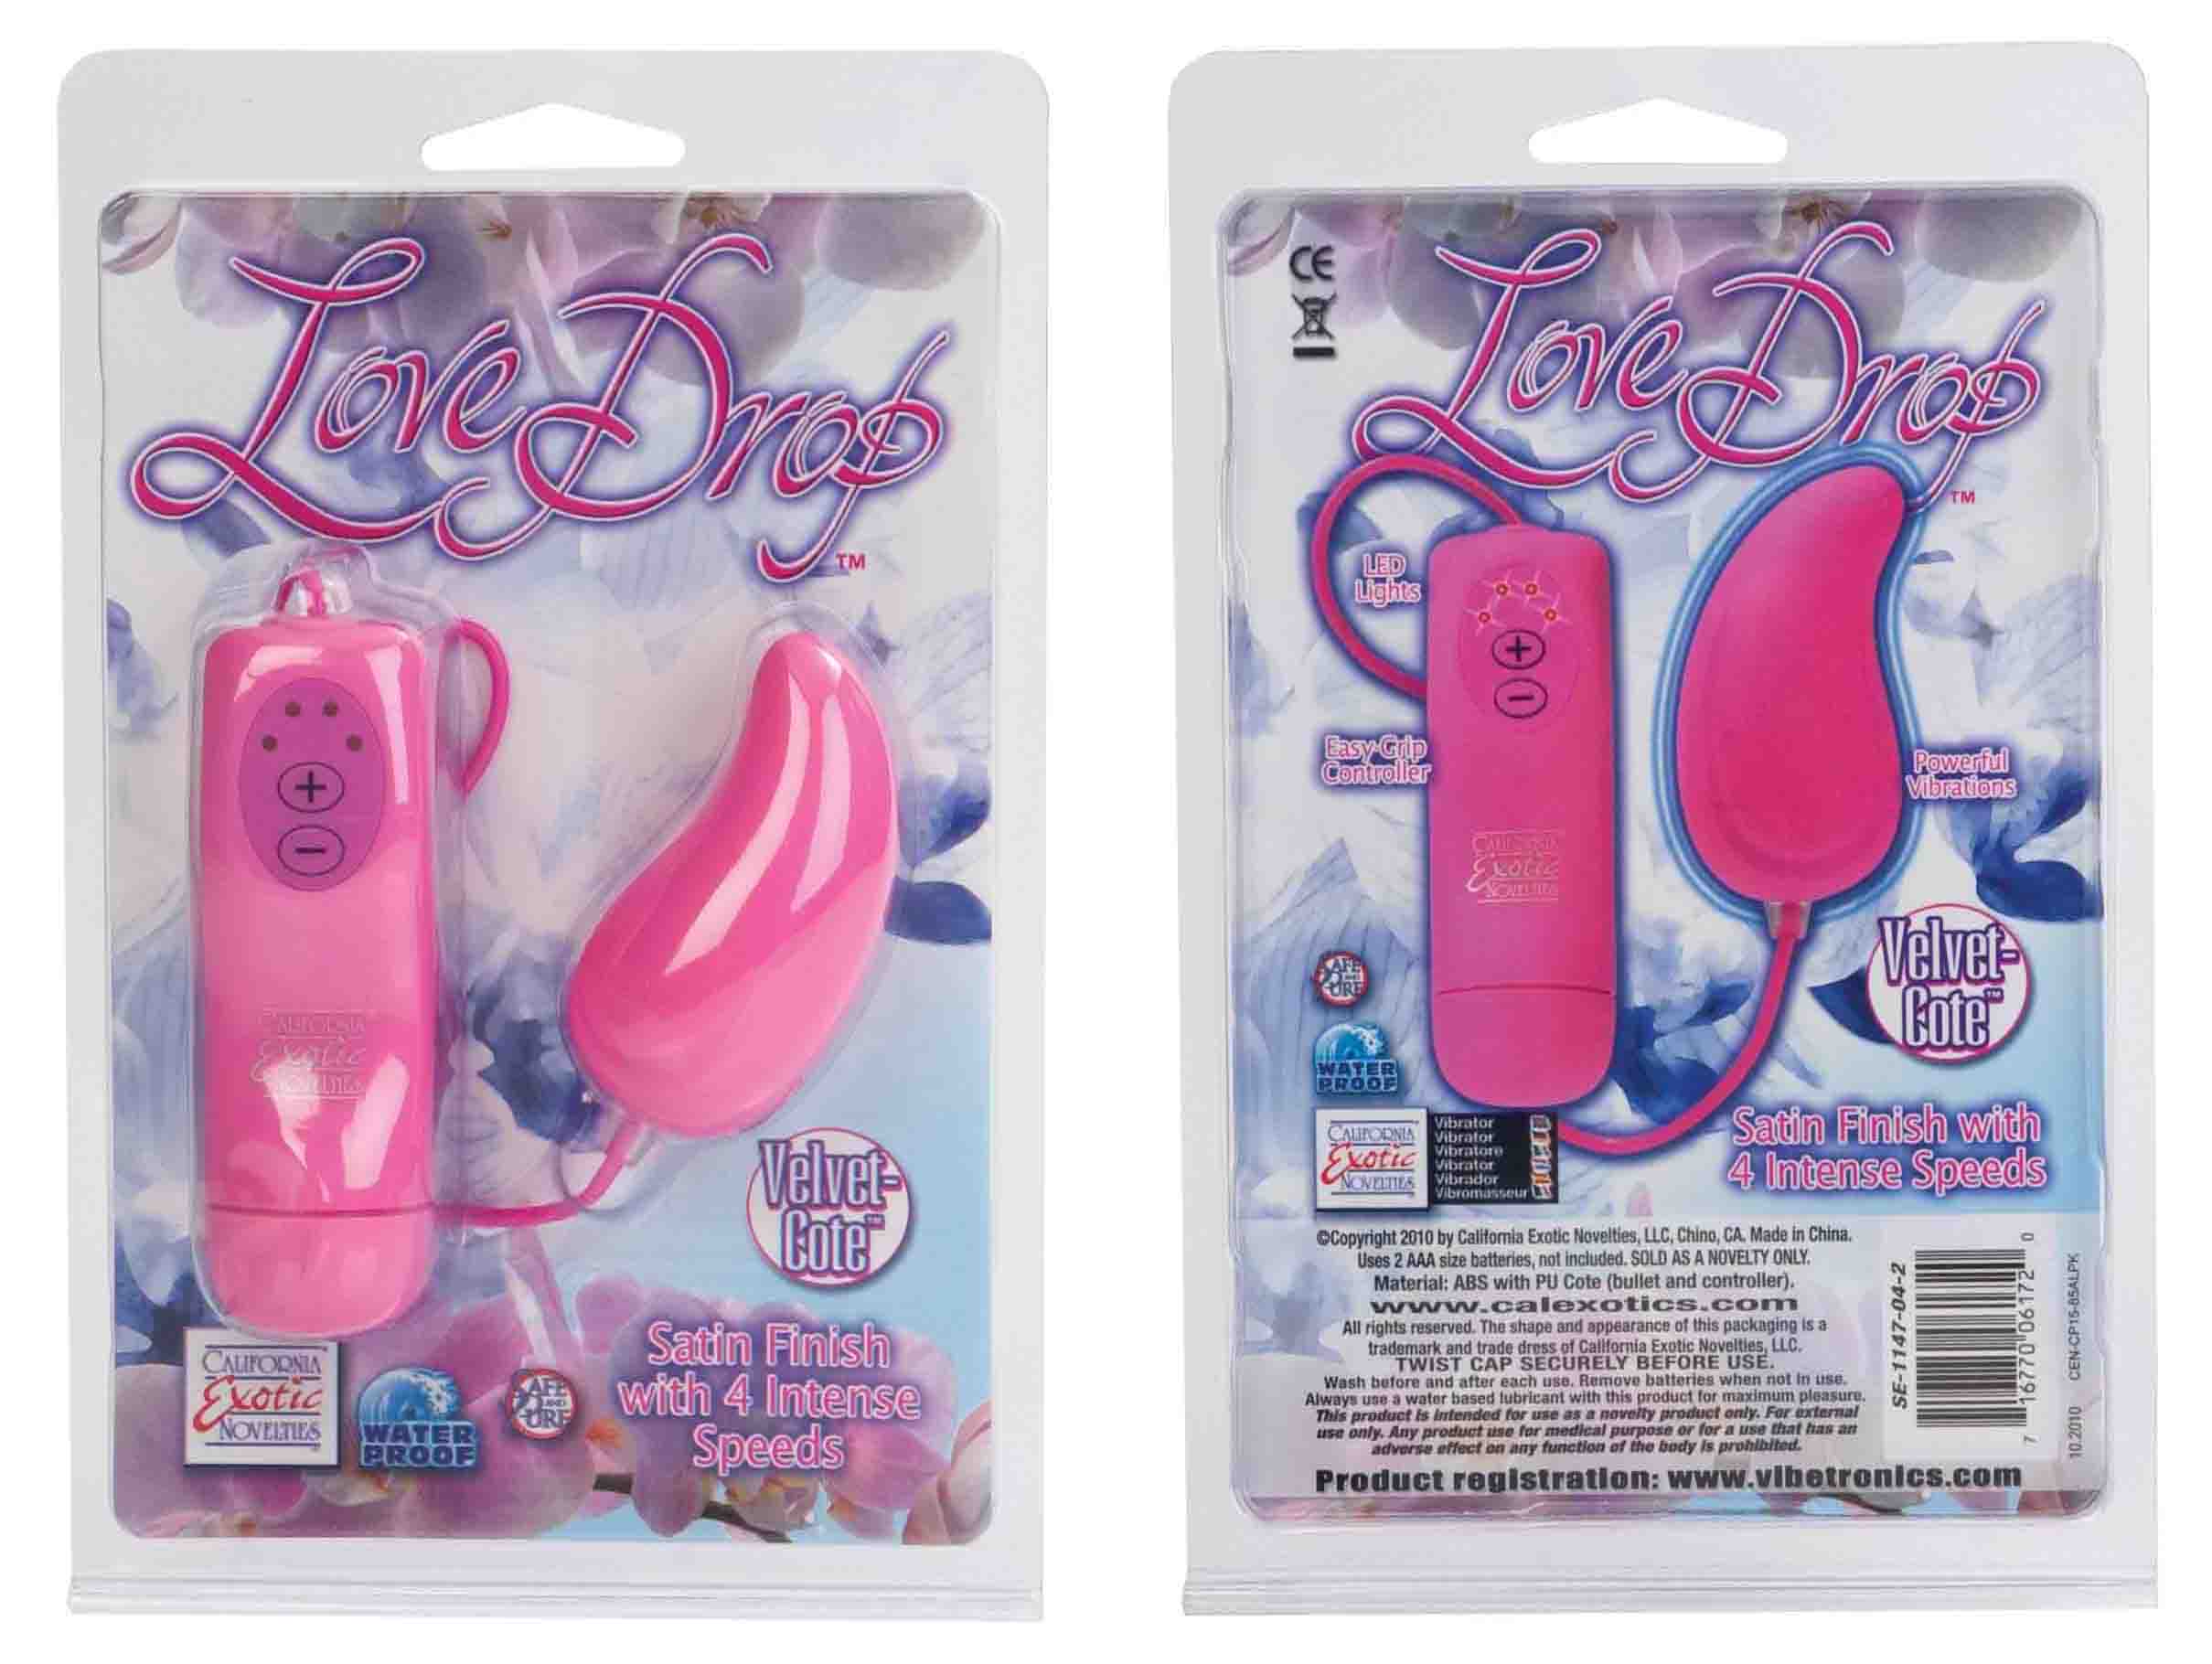 Love Drop
TM
+
−
CALIFORNIA
Exotic
NOVELTIES
Velvet-
Cote™
Satin Finish
with 4 Intense
Speeds
CALIFORNIA
Exotic
NOVELTIES
WATER
PROOF
SAFE
AND
PURE
CE
Love Drop
TM
LED
Lights
+
−
Easy-Grip
Controller
Powerful
Vibrations
CALIFORNIA
Exotic
NOVELTIES
Velvet-
Cote™
SAFE
AND
PURE
WATER
PROOF
Satin Finish with
4 Intense Speeds
CALIFORNIA
Exotic
NOVELTIES
Vibrator
Vibrator
Vibratore
Vibrator
Vibrador
Vibromasseur
©Copyright 2010 by California Exotic Novelties, LLC, Chino, CA. Made in China.
Uses 2 AAA size batteries, not included. SOLD AS A NOVELTY ONLY.
Material: ABS with PU Cote (bullet and controller).
www.calexotics.com
All rights reserved. The shape and appearance of this packaging is a
trademark and trade dress of California Exotic Novelties, LLC.
TWIST CAP SECURELY BEFORE USE.
Wash before and after each use. Remove batteries when not in use.
Always use a water based lubricant with this product for maximum pleasure.
This product is intended for use as a novelty product only. For external
use only. Any product use for medical purpose or for a use that has an
adverse effect on any function of the body is prohibited.
Product registration: www.vibetronics.com
SE-1147-04-2
7 16770 06172 0
10.2010 CEN-CP15-85ALPK